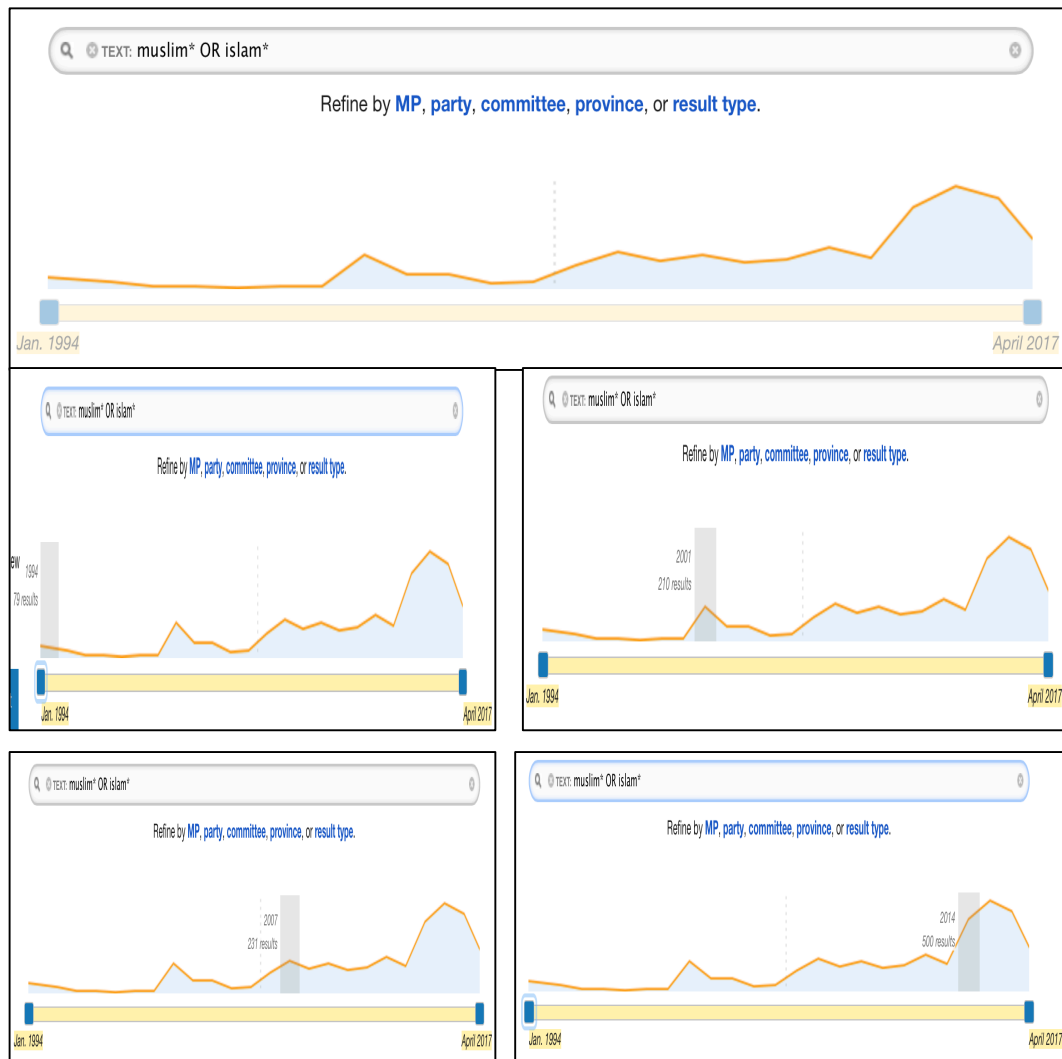 TEXT: muslim* OR islam*
Refine by MP, party, committee, province, or result type.
Jan. 1994
April 2017
TEXT: muslim* OR islam*
Refine by MP, party, committee, province, or result type.
ew
1994
79 results
Jan. 1994
April 2017
TEXT: muslim* OR islam*
Refine by MP, party, committee, province, or result type.
2001
210 results
Jan. 1994
April 2017
TEXT: muslim* OR islam*
Refine by MP, party, committee, province, or result type.
2007
231 results
Jan. 1994
April 2017
TEXT: muslim* OR islam*
Refine by MP, party, committee, province, or result type.
2014
500 results
Jan. 1994
April 2017